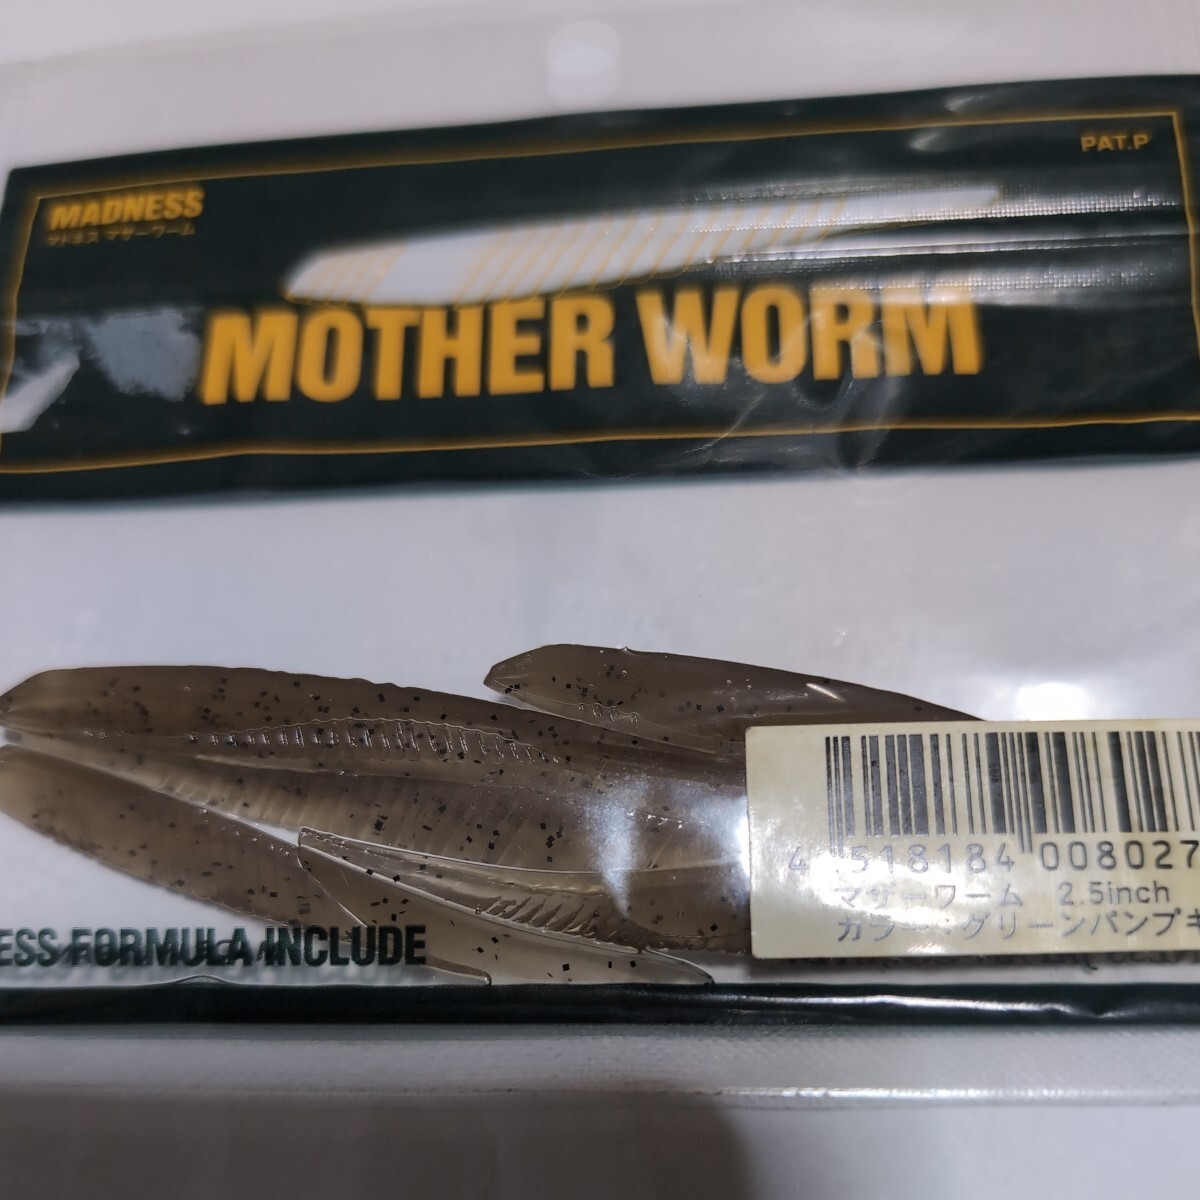 PAT.P
MADNESS
マドネス マザーワーム
MOTHER WORM
4 518184 008027
マザーワーム 2.5inch
カラー:グリーンパンプキ
ESS FORMULA INCLUDE